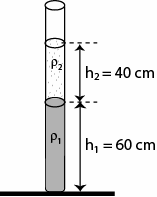 ρ₂
h₂ = 40 cm
ρ₁
h₁ = 60 cm